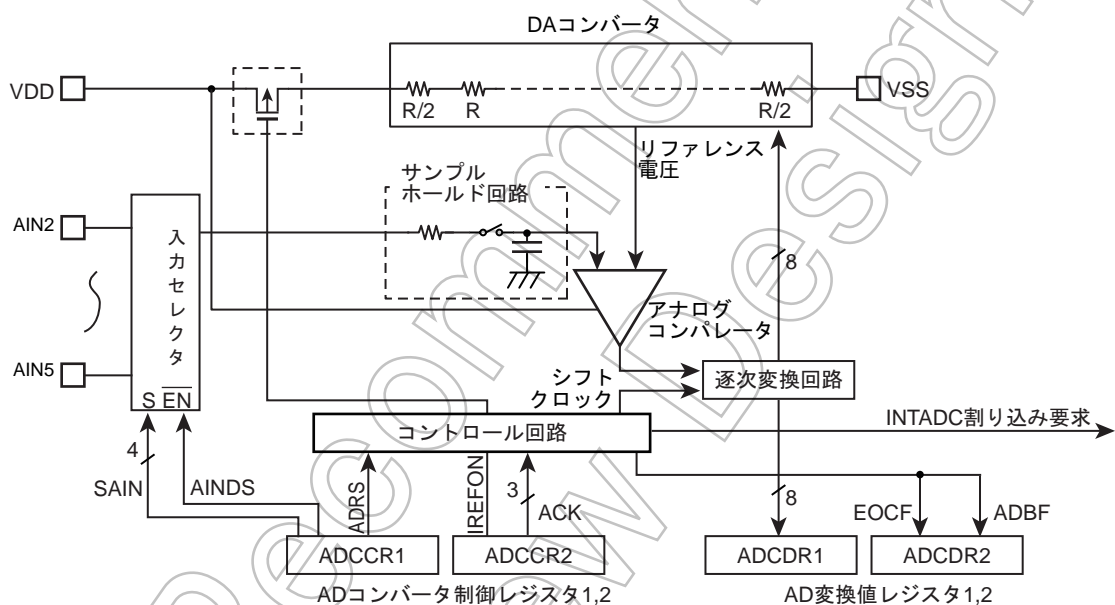 DAコンバータ
VDD
R/2
R
R/2
VSS
リファレンス
電圧
サンプル
ホールド回路
AIN2
入力セレクタ
8
アナログ
コンパレータ
AIN5
S EN
シフト
クロック
逐次変換回路
コントロール回路
INTADC割り込み要求
4
SAIN
AINDS
ADRS
IREFON
3
ACK
8
EOCF
ADBF
ADCCR1
ADCCR2
ADCDR1
ADCDR2
ADコンバータ制御レジスタ1,2
AD変換値レジスタ1,2
Recommen
New Design